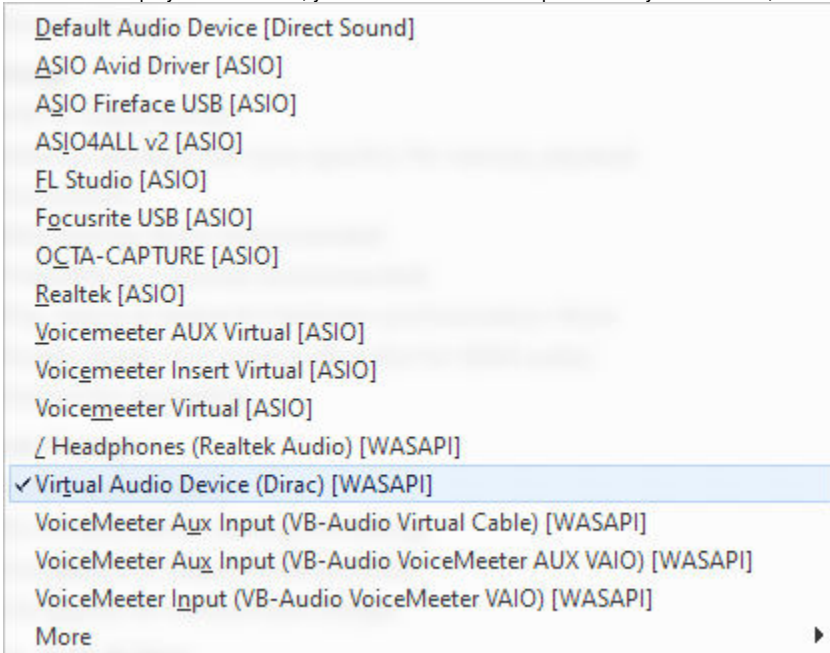 Default Audio Device [Direct Sound]
ASIO Avid Driver [ASIO]
ASIO Fireface USB [ASIO]
ASIO4ALL v2 [ASIO]
FL Studio [ASIO]
Focusrite USB [ASIO]
OCTA-CAPTURE [ASIO]
Realtek [ASIO]
Voicemeeter AUX Virtual [ASIO]
Voicemeeter Insert Virtual [ASIO]
Voicemeeter Virtual [ASIO]
/ Headphones (Realtek Audio) [WASAPI]
✓Virtual Audio Device (Dirac) [WASAPI]
VoiceMeeter Aux Input (VB-Audio Virtual Cable) [WASAPI]
VoiceMeeter Aux Input (VB-Audio VoiceMeeter AUX VAIO) [WASAPI]
VoiceMeeter Input (VB-Audio VoiceMeeter VAIO) [WASAPI]
More